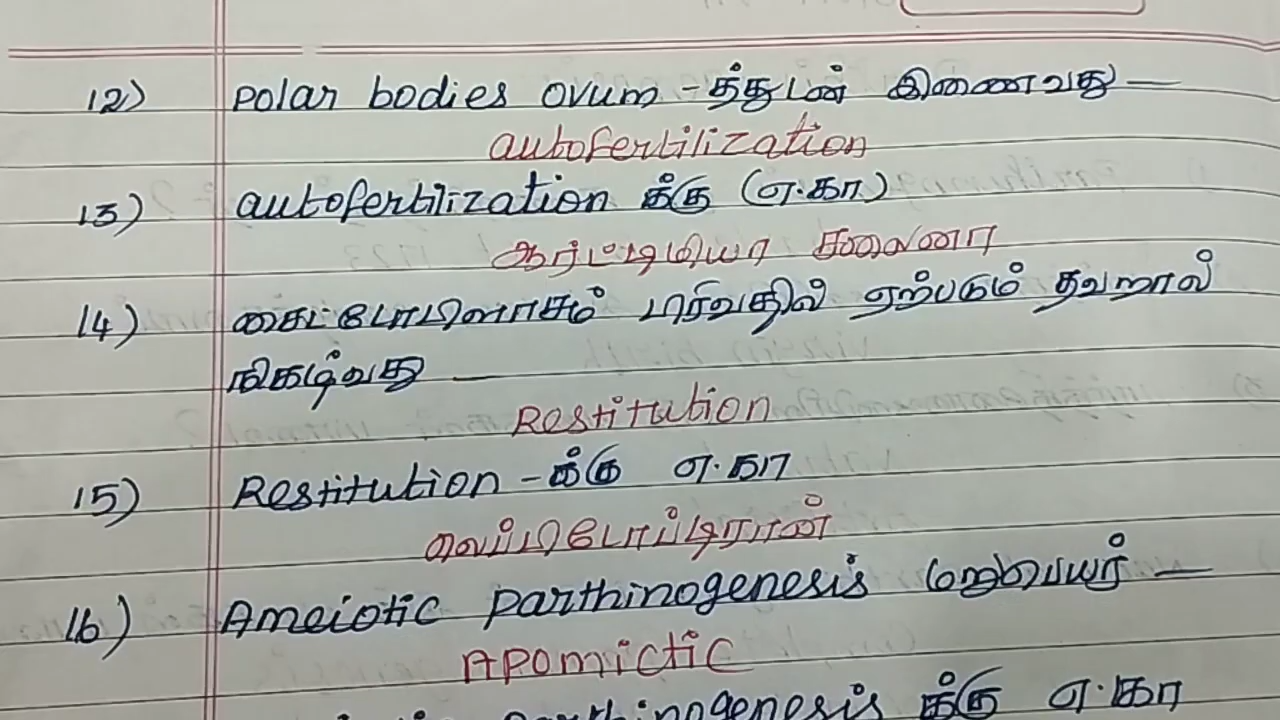 12) Polar bodies ovum -த்துடன் இணைவது —
autofertilization
13) autofertilization க்கு (எ.கா)
ஆர்ட்டிமியா சலைனா
14) சைட்டோபிளாசம் பிரிவதில் ஏற்படும் தவறால்
நிகழ்வது —
Restitution
15) Restitution -க்கு எ.கா
லெப்பிடோப்டிரான்
16) Ameiotic Parthinogenesis மறுபெயர் —
APomictic
Parthinogenesis க்கு எ.கா